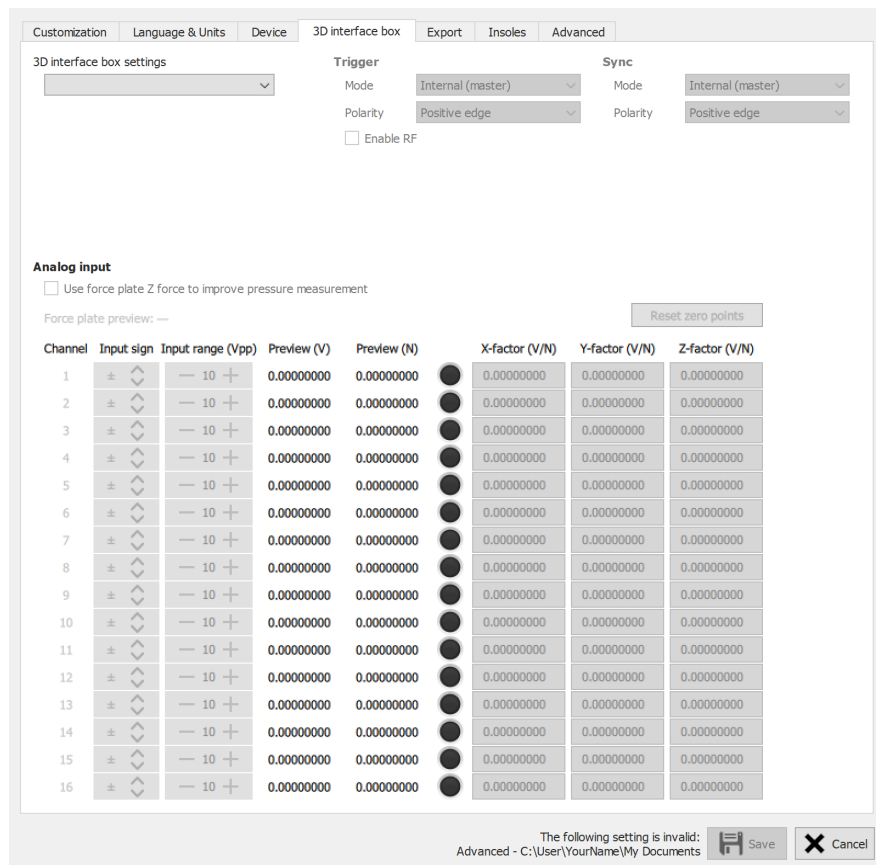 Customization Language & Units Device 3D interface box Export Insoles Advanced
3D interface box settings Trigger Sync
Mode Internal (master) Mode Internal (master)
Polarity Positive edge Polarity Positive edge
Enable RF
Analog input
Use force plate Z force to improve pressure measurement
Force plate preview: — Reset zero points
Channel Input sign Input range (Vpp) Preview (V) Preview (N) X-factor (V/N) Y-factor (V/N) Z-factor (V/N)
1 ± — 10 + 0.00000000 0.00000000 0.00000000 0.00000000 0.00000000
2 ± — 10 + 0.00000000 0.00000000 0.00000000 0.00000000 0.00000000
3 ± — 10 + 0.00000000 0.00000000 0.00000000 0.00000000 0.00000000
4 ± — 10 + 0.00000000 0.00000000 0.00000000 0.00000000 0.00000000
5 ± — 10 + 0.00000000 0.00000000 0.00000000 0.00000000 0.00000000
6 ± — 10 + 0.00000000 0.00000000 0.00000000 0.00000000 0.00000000
7 ± — 10 + 0.00000000 0.00000000 0.00000000 0.00000000 0.00000000
8 ± — 10 + 0.00000000 0.00000000 0.00000000 0.00000000 0.00000000
9 ± — 10 + 0.00000000 0.00000000 0.00000000 0.00000000 0.00000000
10 ± — 10 + 0.00000000 0.00000000 0.00000000 0.00000000 0.00000000
11 ± — 10 + 0.00000000 0.00000000 0.00000000 0.00000000 0.00000000
12 ± — 10 + 0.00000000 0.00000000 0.00000000 0.00000000 0.00000000
13 ± — 10 + 0.00000000 0.00000000 0.00000000 0.00000000 0.00000000
14 ± — 10 + 0.00000000 0.00000000 0.00000000 0.00000000 0.00000000
15 ± — 10 + 0.00000000 0.00000000 0.00000000 0.00000000 0.00000000
16 ± — 10 + 0.00000000 0.00000000 0.00000000 0.00000000 0.00000000
The following setting is invalid:
Advanced - C:\User\YourName\My Documents Save Cancel